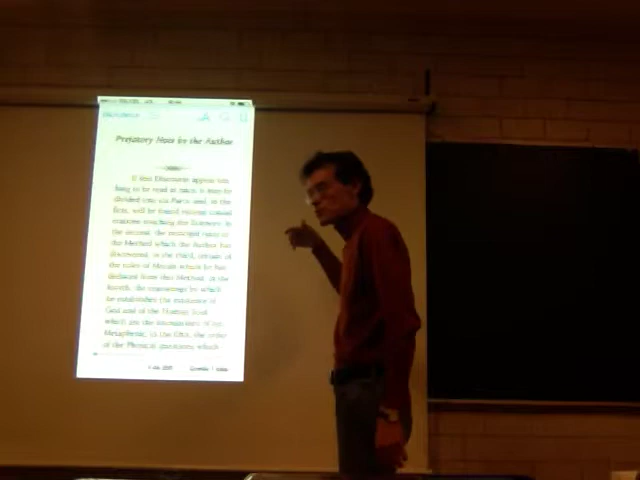 Prefatory Note by the Author
If this Discourse appear too
long to be read at once, it may be
divided into six Parts: and, in the
first, will be found various
considerations touching the Sciences; in
the second, the principal rules of
the Method which the Author has
discovered, in the third, certain of
the rules of Morals which he has
deduced from this Method; in the
fourth, the reasonings by which
he establishes the existence of
God and of the Human Soul
which are the foundations of his
Metaphysic; in the fifth, the order
of the Physical questions which